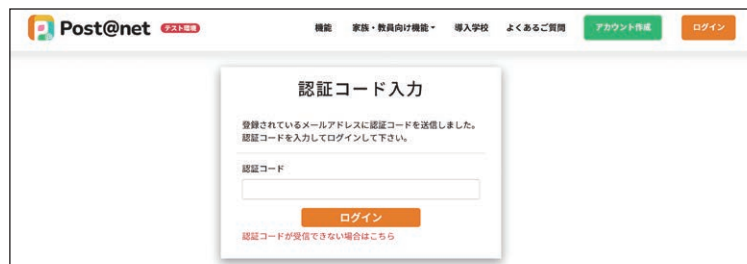 Post@net テスト環境 機能 家族・教員向け機能 導入学校 よくあるご質問 アカウント作成 ログイン
認証コード入力
登録されているメールアドレスに認証コードを送信しました。
認証コードを入力してログインして下さい。
認証コード
ログイン
認証コードが受信できない場合はこちら